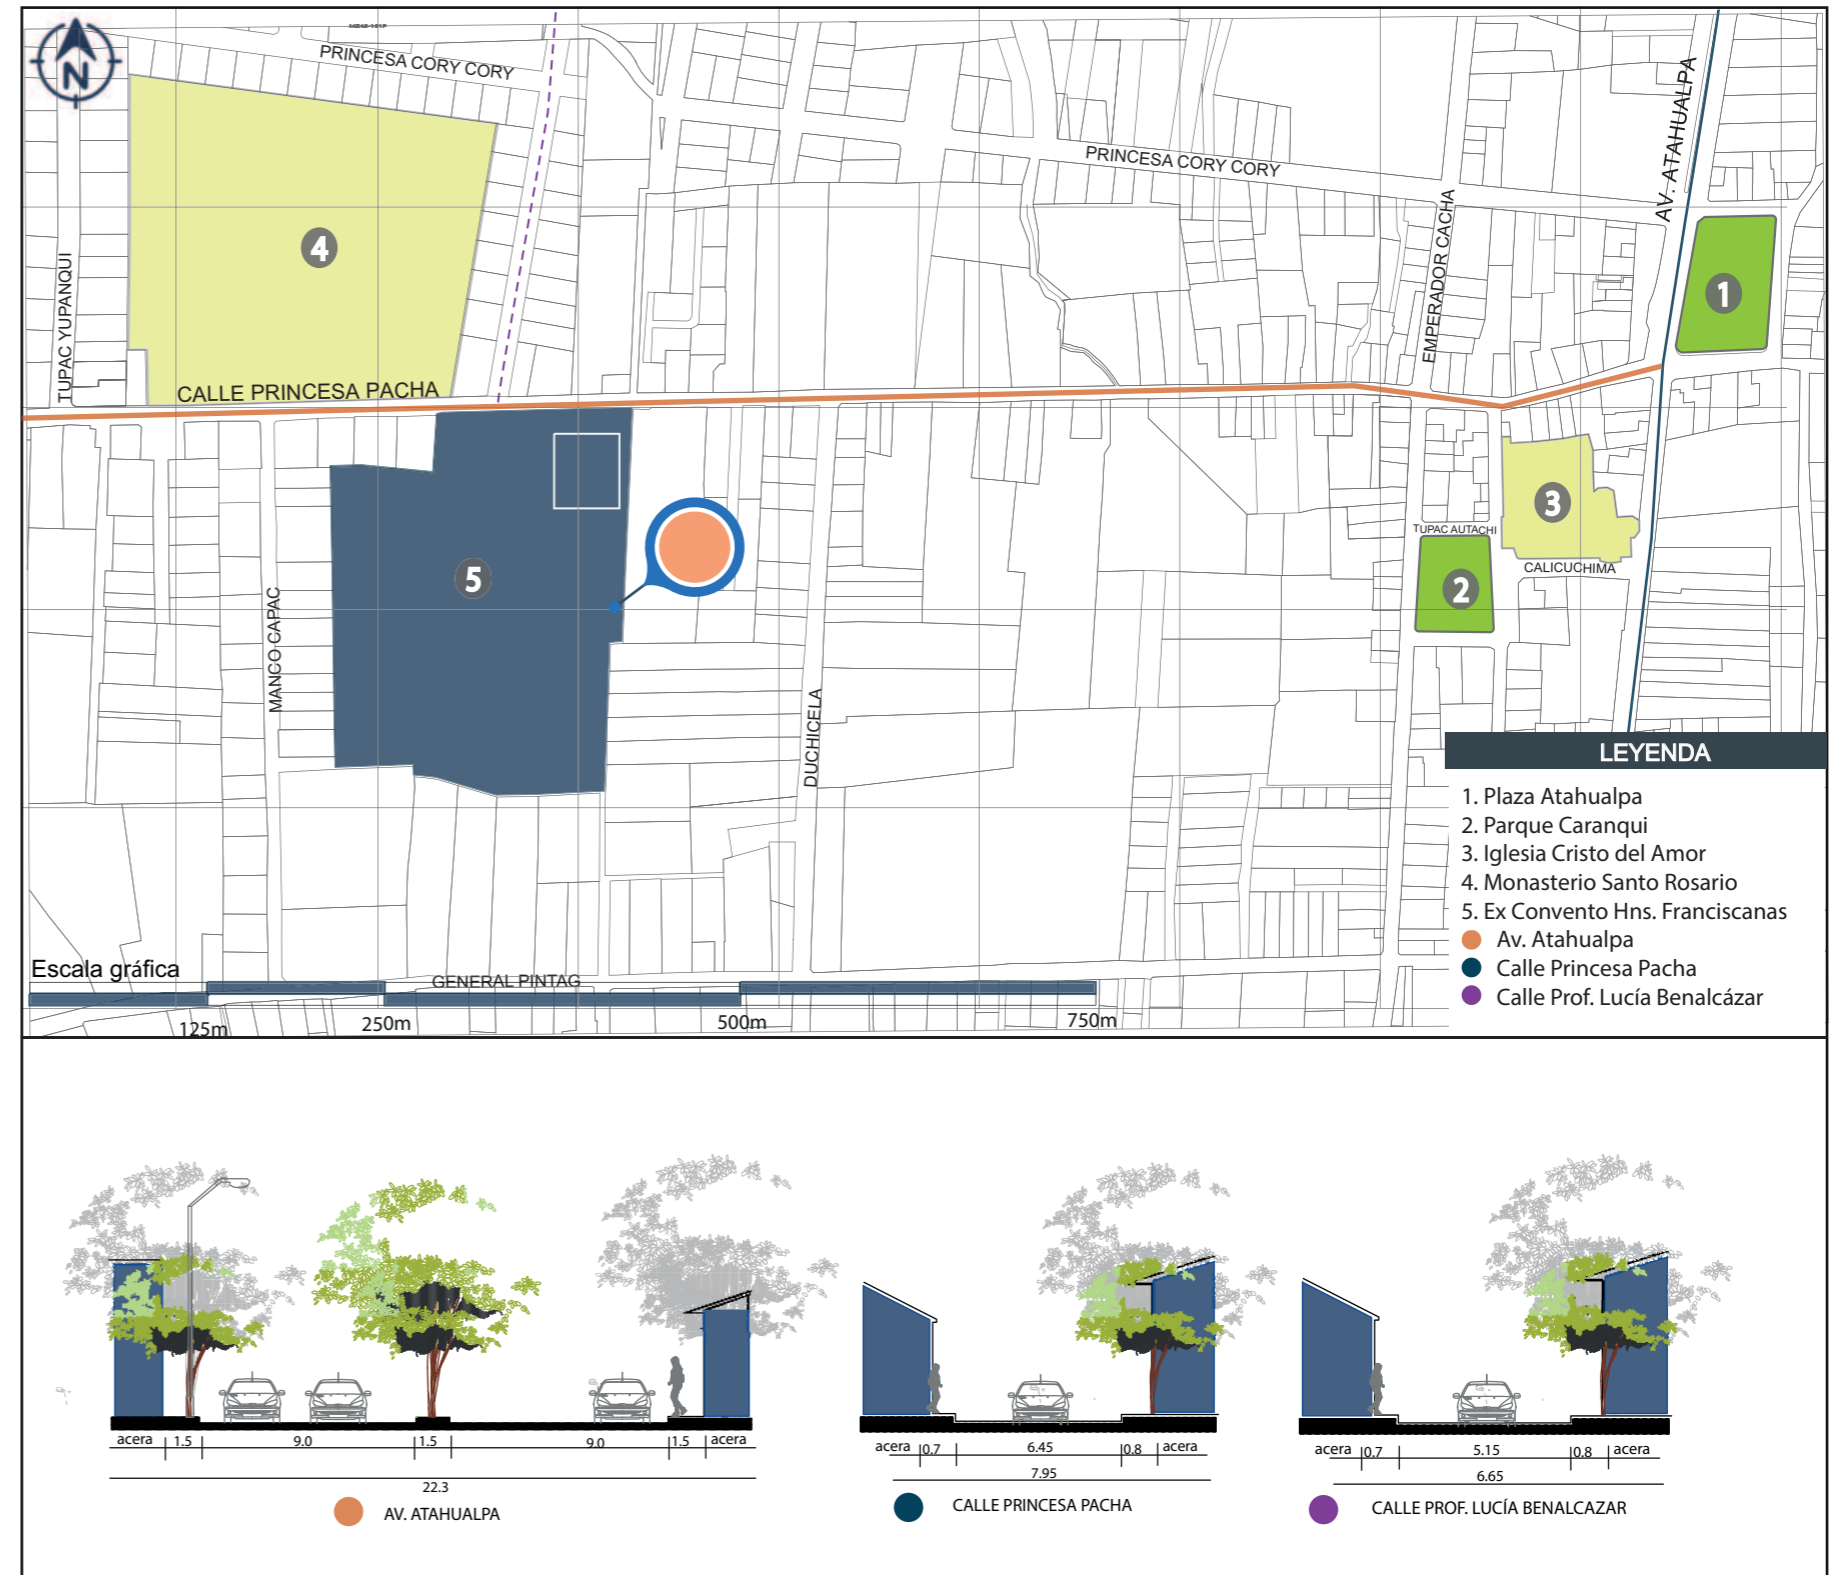 N
PRINCESA CORY CORY
PRINCESA CORY CORY
AV. ATAHUALPA
EMPERADOR CACHA
TUPAC YUPANQUI
4
1
CALLE PRINCESA PACHA
3
TUPAC AUTACHI
CALICUCHIMA
5
2
MANCO CAPAC
DUCHICELA
LEYENDA
1. Plaza Atahualpa
2. Parque Caranqui
3. Iglesia Cristo del Amor
4. Monasterio Santo Rosario
5. Ex Convento Hns. Franciscanas
Av. Atahualpa
Calle Princesa Pacha
Calle Prof. Lucía Benalcázar
Escala gráfica
GENERAL PINTAG
125m 250m 500m 750m
acera 1.5 9.0 1.5 9.0 1.5 acera
22.3
AV. ATAHUALPA
acera 0.7 6.45 0.8 acera
7.95
CALLE PRINCESA PACHA
acera 0.7 5.15 0.8 acera
6.65
CALLE PROF. LUCÍA BENALCAZAR